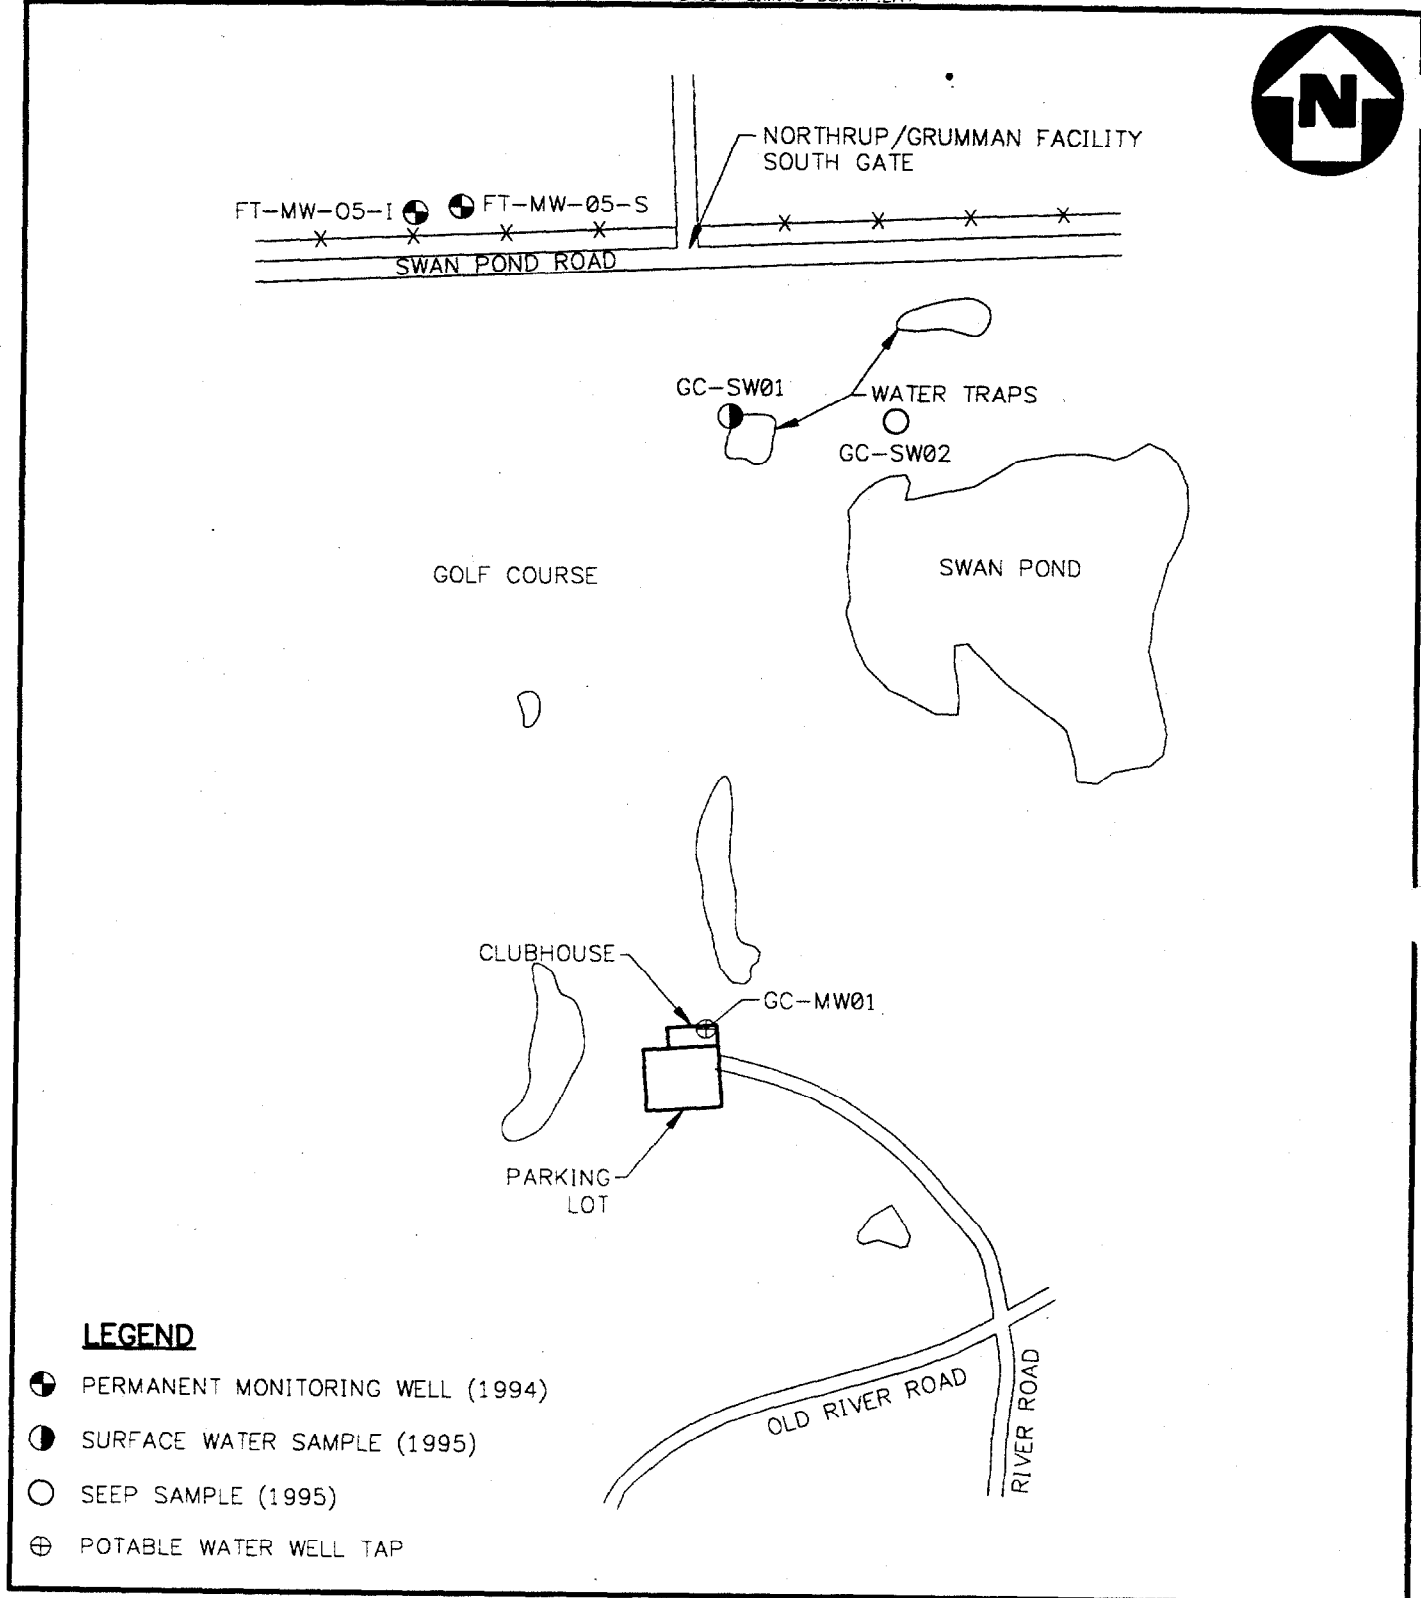 N
NORTHRUP/GRUMMAN FACILITY
SOUTH GATE
FT-MW-05-I
FT-MW-05-S
SWAN POND ROAD
GC-SW01
WATER TRAPS
GC-SW02
GOLF COURSE
SWAN POND
CLUBHOUSE
GC-MW01
PARKING
LOT
OLD RIVER ROAD
RIVER ROAD
LEGEND
PERMANENT MONITORING WELL (1994)
SURFACE WATER SAMPLE (1995)
SEEP SAMPLE (1995)
POTABLE WATER WELL TAP